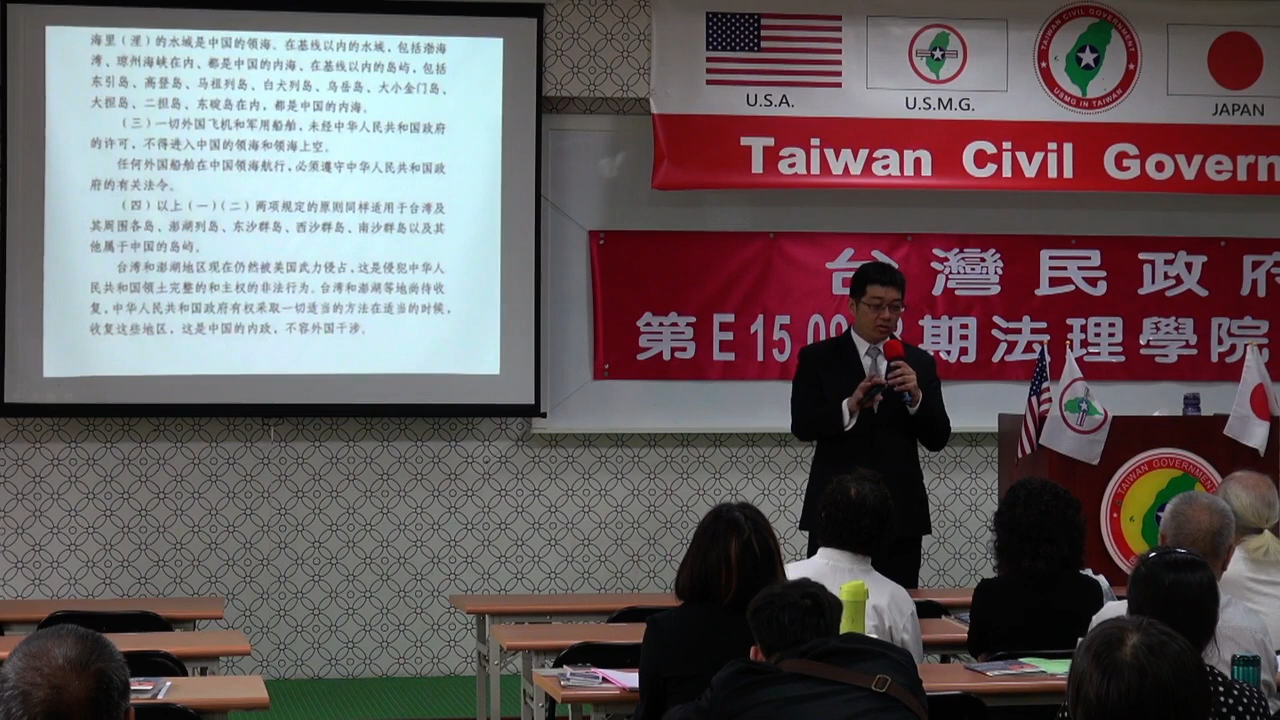 海里(浬)的水域是中国的领海。在基线以内的水域,包括渤海
湾、琼州海峡在内、都是中国的内海、在基线以内的岛屿,包括
东引岛、高登岛、马祖列岛、白犬列岛、乌岳岛、大小金门岛、
大担岛、二担岛、东碇岛在内,都是中国的内海。
(三)一切外国飞机和军用船舶,未经中华人民共和国政府
的许可,不得进入中国的领海和领海上空。
任何外国船舶在中国领海航行,必须遵守中华人民共和国政
府的有关法令。
(四)以上(一)(二)两项规定的原则同样适用于台湾及
其周围各岛、澎湖列岛、东沙群岛、西沙群岛、南沙群岛以及其
他属于中国的岛屿。
台湾和澎湖地区现在仍然被美国武力侵占,这是侵犯中华人
民共和国领土完整的和主权的非法行为。台湾和澎湖等地尚待收
复,中华人民共和国政府有权采取一切适当的方法在适当的时候,
收复这些地区,这是中国的内政,不容外国干涉。
U.S.A.
U.S.M.G.
TAIWAN CIVIL GOVERNMENT
USMG IN TAIWAN
JAPAN
Taiwan Civil Govern
台灣民政府
第E 15.0 期法理學院
TAIWAN GOVERNMENT